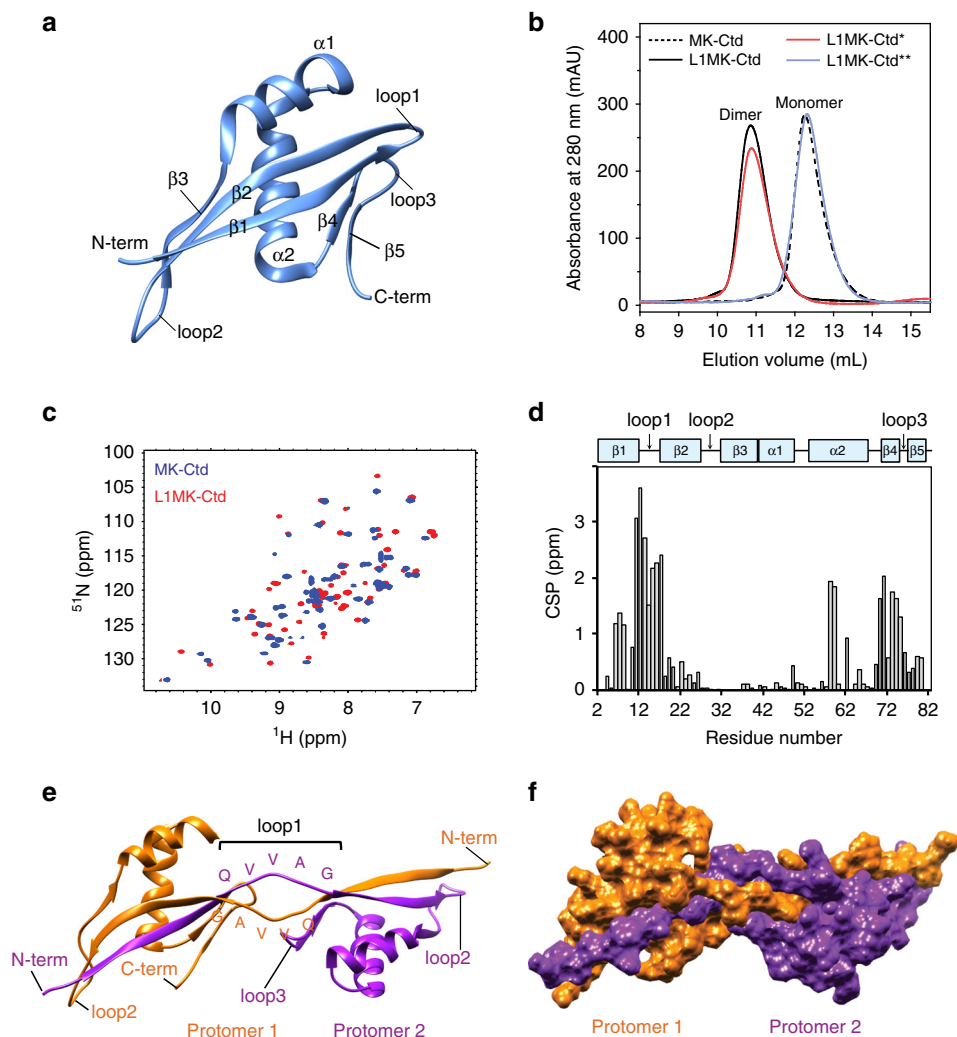 a
α1
loop1
β3
β2
loop3
β1
β4
N-term
α2
β5
C-term
loop2
b
400
300
200
100
0
Absorbance at 280 nm (mAU)
MK-Ctd
L1MK-Ctd*
L1MK-Ctd
L1MK-Ctd**
Dimer
Monomer
8 9 10 11 12 13 14 15
Elution volume (mL)
c
100
105
110
115
120
125
130
⁵¹N (ppm)
MK-Ctd
L1MK-Ctd
10 9 8 7
¹H (ppm)
d
loop1 loop2 loop3
β1 β2 β3 α1 α2 β4 β5
3
2
1
0
CSP (ppm)
2 12 22 32 42 52 62 72 82
Residue number
e
loop1
N-term
Q V V A G
G A V V Q
N-term
C-term
loop2
loop3
loop2
Protomer 1
Protomer 2
f
Protomer 1
Protomer 2